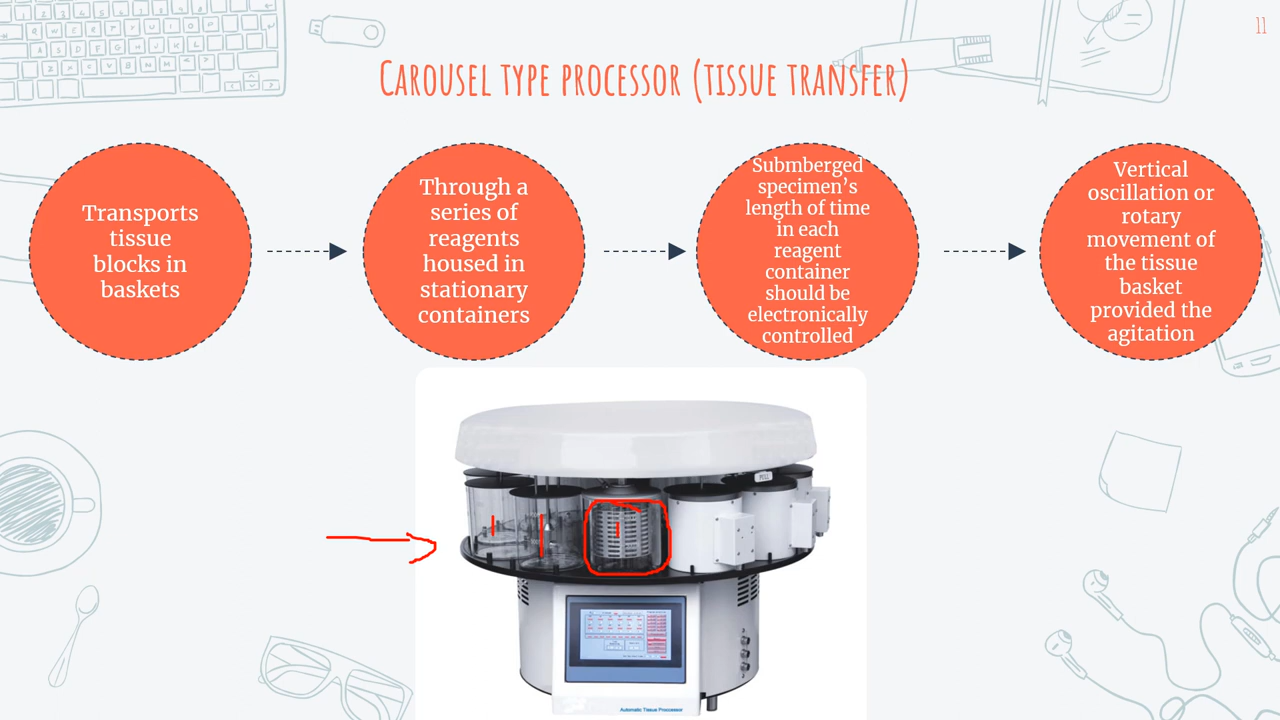 11
CAROUSEL TYPE PROCESSOR (TISSUE TRANSFER)
Transports
tissue
blocks in
baskets
Through a
series of
reagents
housed in
stationary
containers
Submberged
specimen's
length of time
in each
reagent
container
should be
electronically
controlled
Vertical
oscillation or
rotary
movement of
the tissue
basket
provided the
agitation
Automatic Tissue Processor